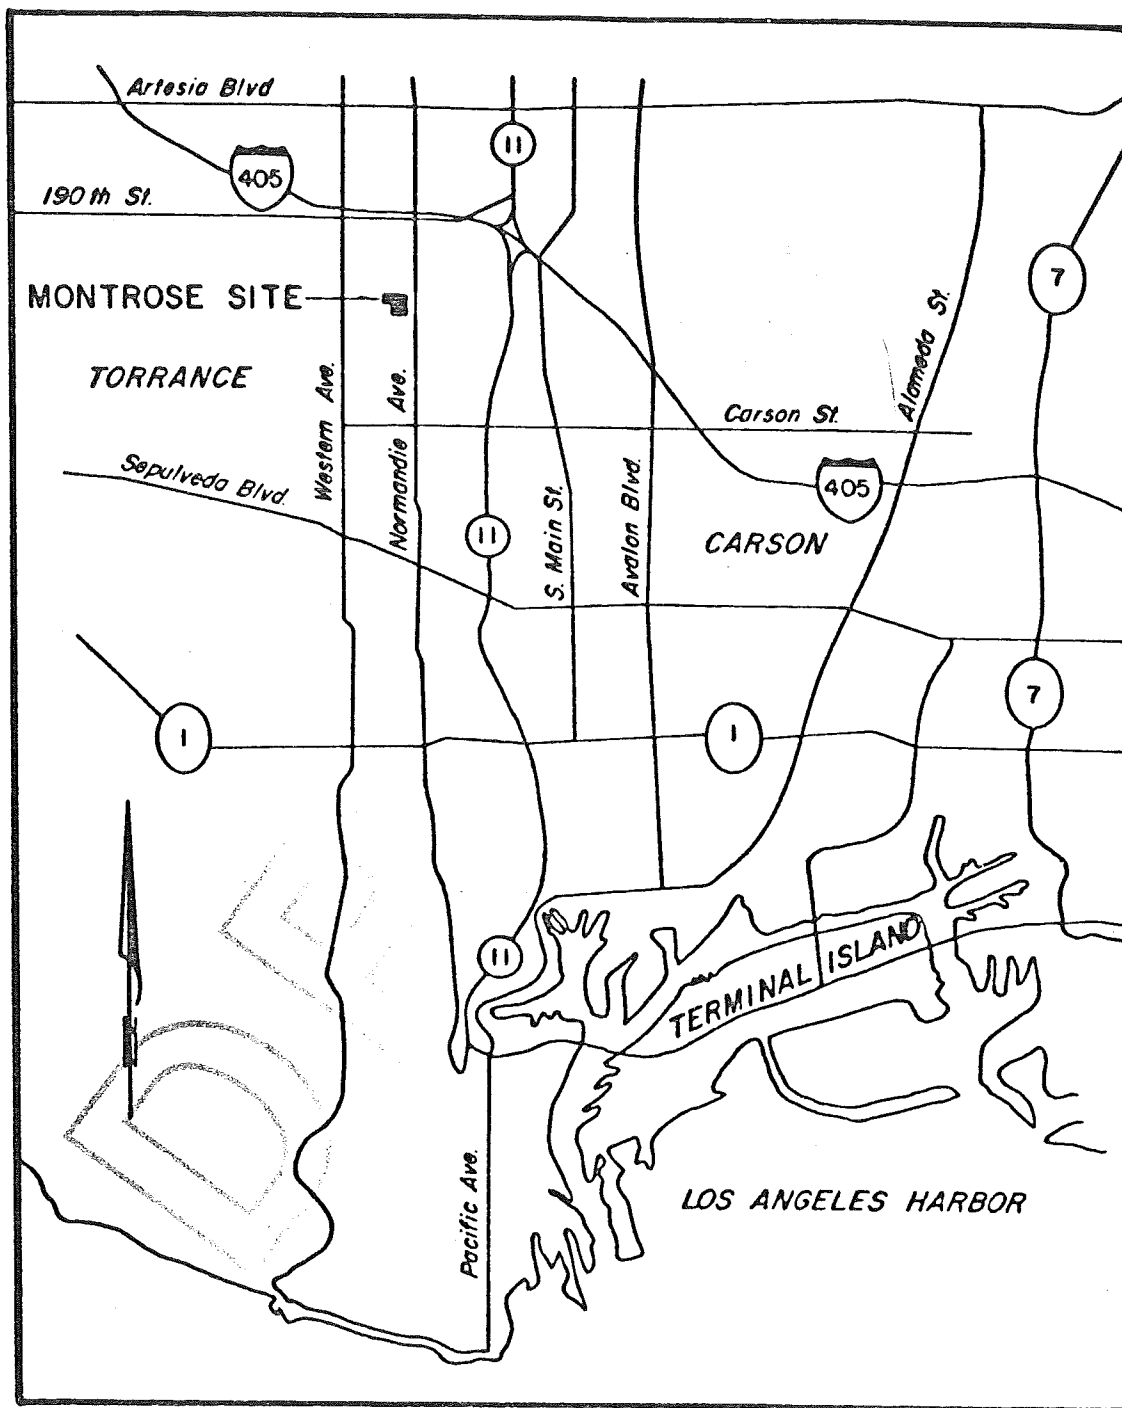 Artesia Blvd
11
405
190th St.
7
MONTROSE SITE
Alameda St.
TORRANCE
Western Ave.
Normandie Ave.
Carson St.
Sepulveda Blvd.
405
S. Main St.
Avalon Blvd.
11
CARSON
7
1
1
11
TERMINAL ISLAND
Pacific Ave.
LOS ANGELES HARBOR